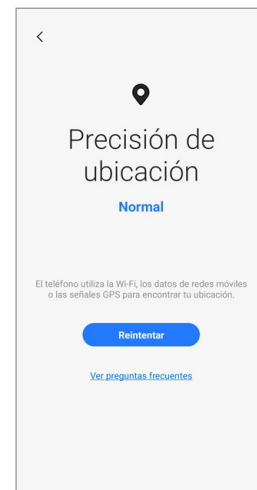 Precisión de
ubicación
Normal
El teléfono utiliza la Wi-Fi, los datos de redes móviles
o las señales GPS para encontrar tu ubicación.
Reintentar
Ver preguntas frecuentes